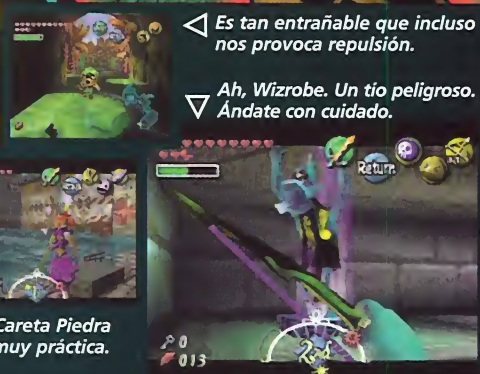 Es tan entrañable que incluso
nos provoca repulsión.
Ah, Wizrobe. Un tío peligroso.
Ándate con cuidado.
Return
Careta Piedra
muy práctica.
0
013
2nd